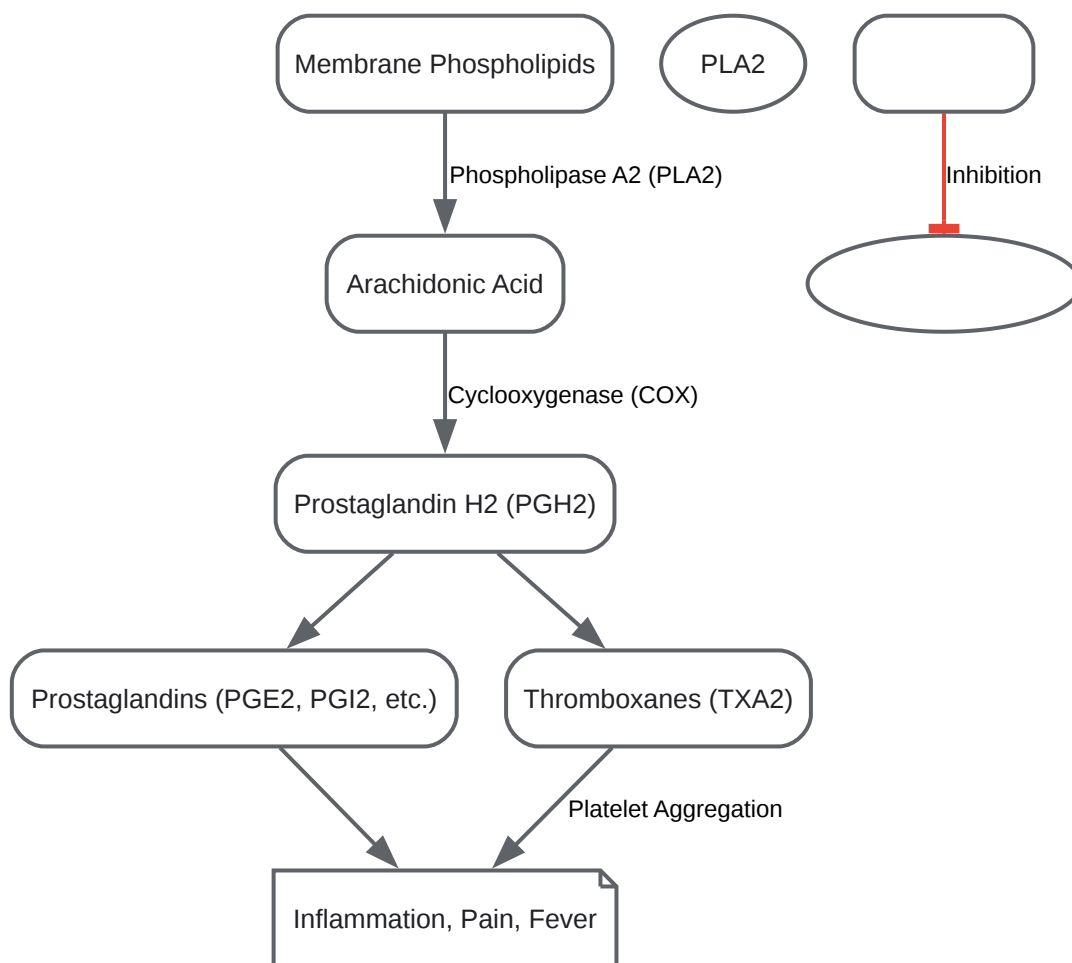 Membrane Phospholipids
PLA2
Phospholipase A2 (PLA2)
Inhibition
Arachidonic Acid
Cyclooxygenase (COX)
Prostaglandin H2 (PGH2)
Prostaglandins (PGE2, PGI2, etc.)
Thromboxanes (TXA2)
Platelet Aggregation
Inflammation, Pain, Fever